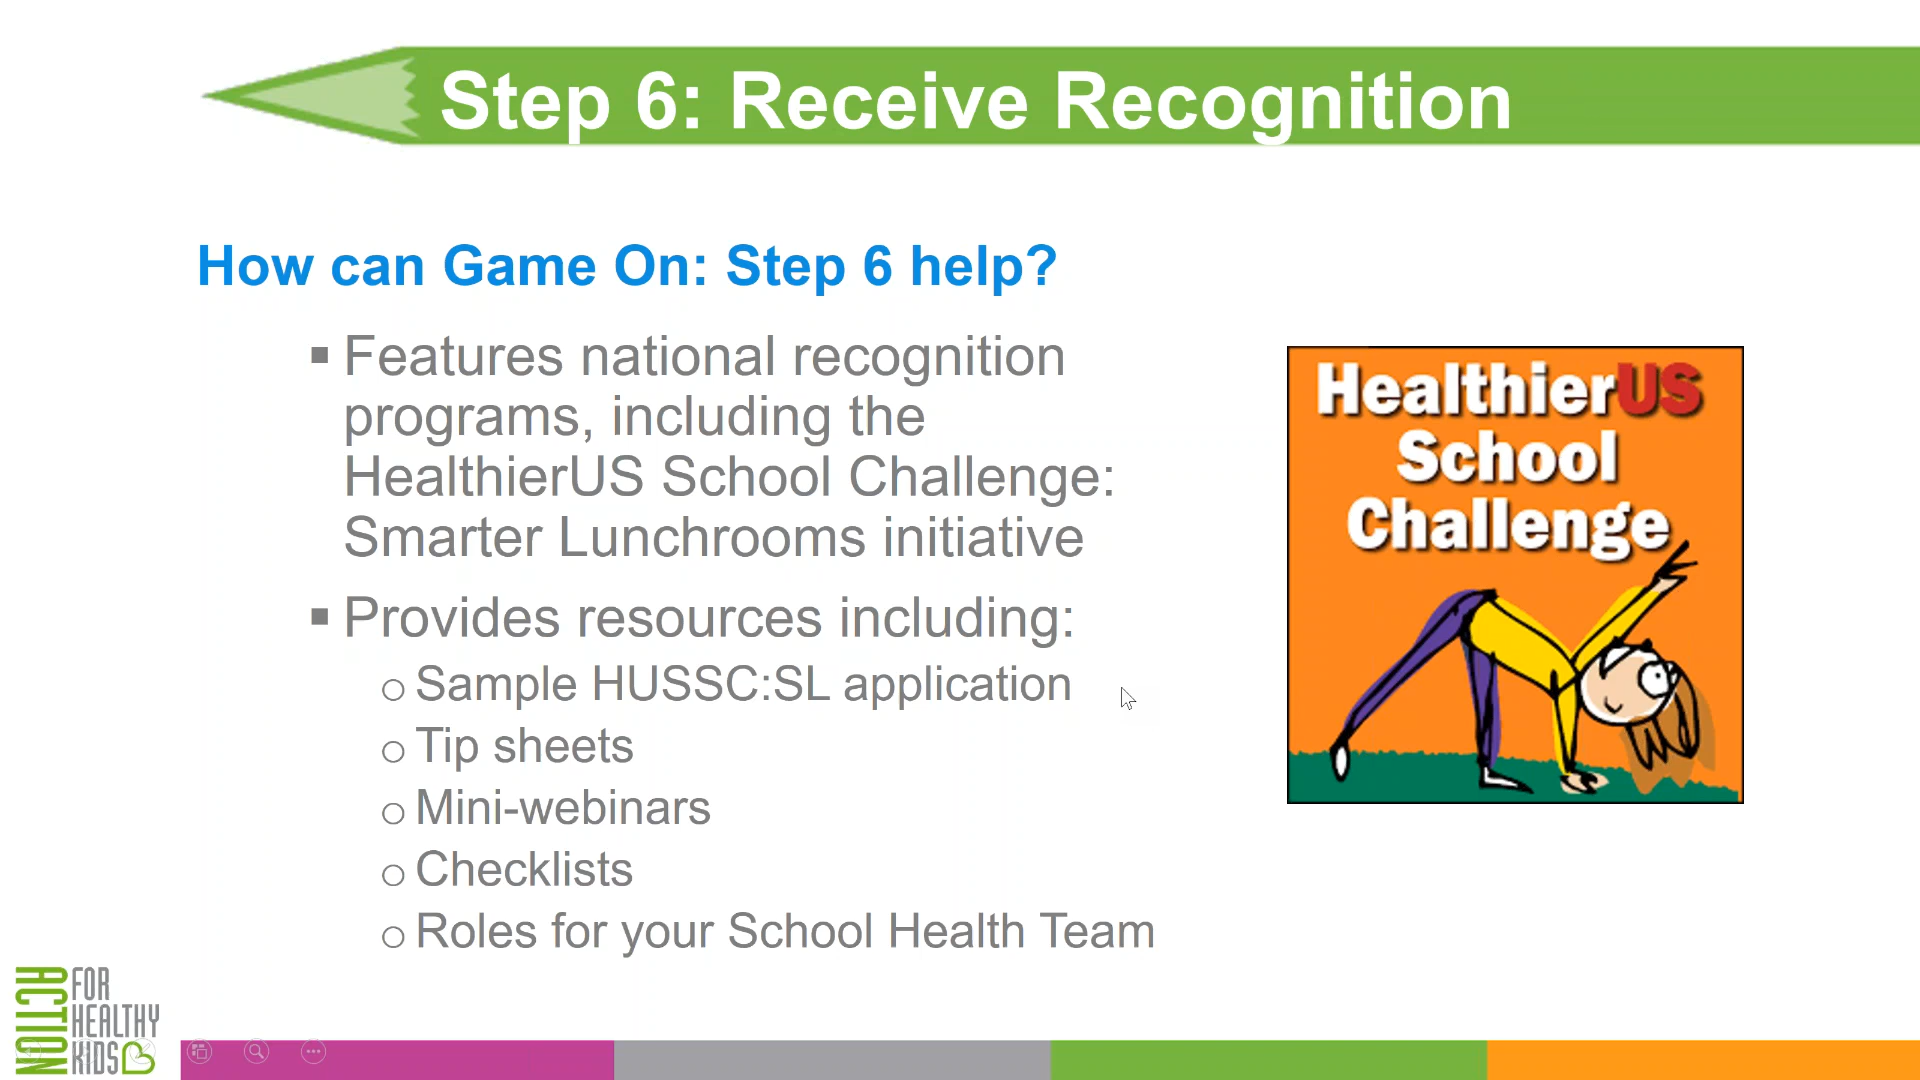 Step 6: Receive Recognition
How can Game On: Step 6 help?
▪ Features national recognition
programs, including the
HealthierUS School Challenge:
Smarter Lunchrooms initiative
▪ Provides resources including:
o Sample HUSSC:SL application
o Tip sheets
o Mini-webinars
o Checklists
o Roles for your School Health Team
HealthierUS
School
Challenge
ACTION
FOR
HEALTHY
KIDS